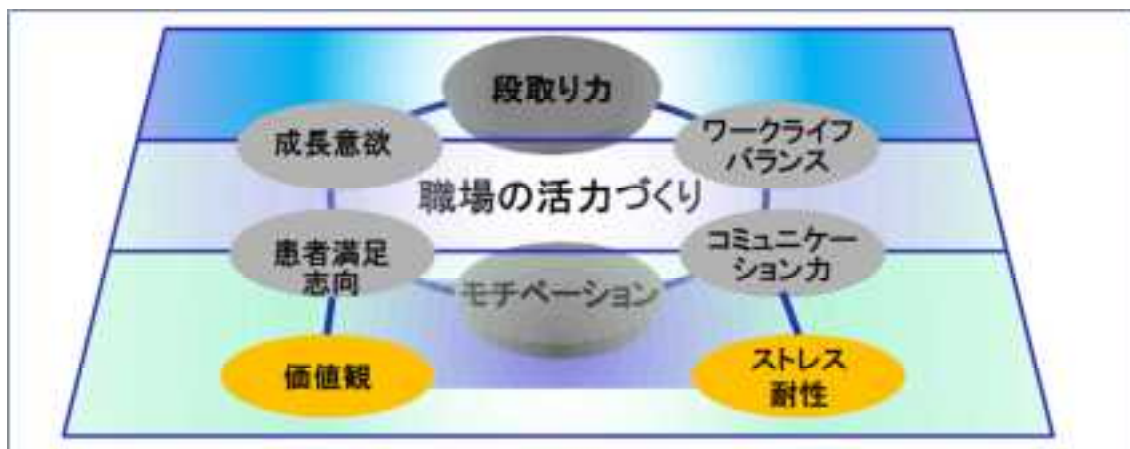 段取り力
成長意欲
ワークライフ
バランス
職場の活力づくり
患者満足
志向
コミュニケー
ション力
モチベーション
価値観
ストレス
耐性